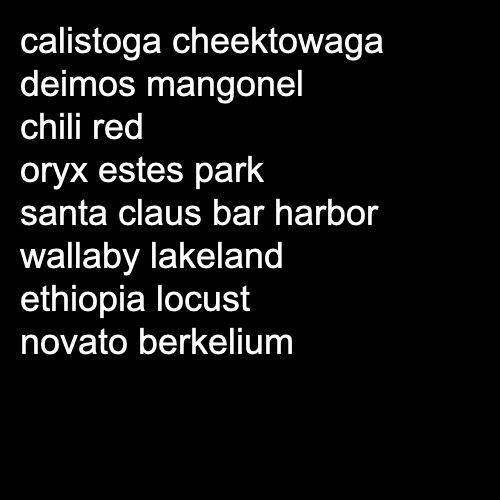 calistoga cheektowaga
deimos mangonel
chili red
oryx estes park
santa claus bar harbor
wallaby lakeland
ethiopia locust
novato berkelium